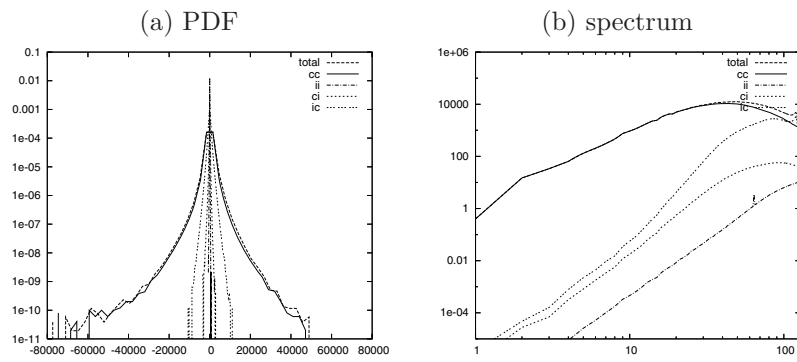 (a) PDF
(b) spectrum
0.1
0.01
0.001
1e-04
1e-05
1e-06
1e-07
1e-08
1e-09
1e-10
1e-11
-80000 -60000 -40000 -20000 0 20000 40000 60000 80000
total
cc
ii
ci
ic
1e+06
10000
100
1
0.01
1e-04
1 10 100
total
cc
ii
ci
ic